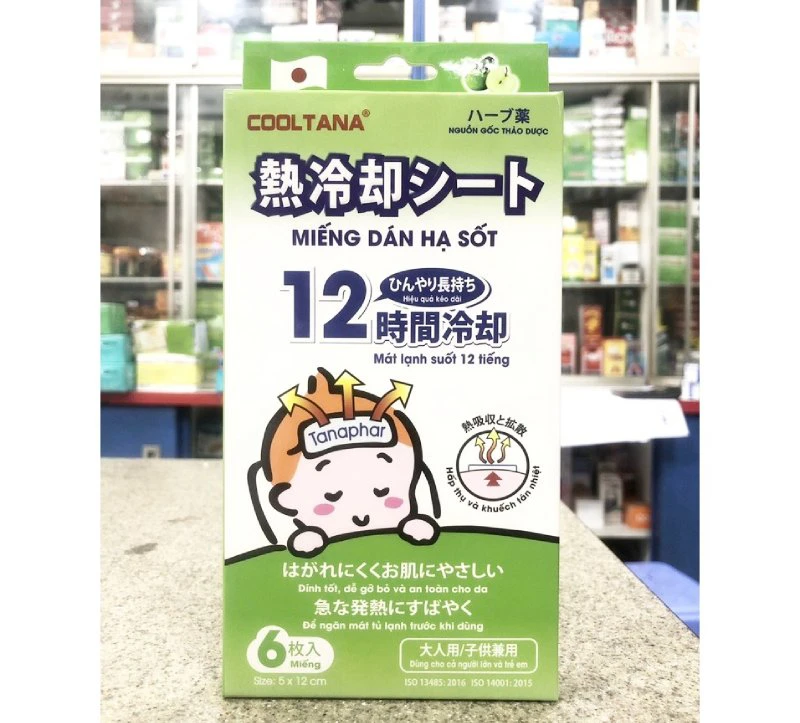 COOLTANA®
ハーブ薬
NGUỒN GỐC THẢO DƯỢC
熱冷却シート
MIẾNG DÁN HẠ SỐT
ひんやり長持ち
Hiệu quả kéo dài
12時間冷却
Mát lạnh suốt 12 tiếng
Tanaphar
熱吸収と拡散
Hấp thụ và khuếch tán nhiệt
はがれにくくお肌にやさしい
Dính tốt, dễ gỡ bỏ và an toàn cho da
急な発熱にすばやく
Để ngăn mát tủ lạnh trước khi dùng
6枚入
Miếng
Size: 5 x 12 cm
大人用/子供兼用
Dùng cho cả người lớn và trẻ em
ISO 13485: 2016 ISO 14001: 2015